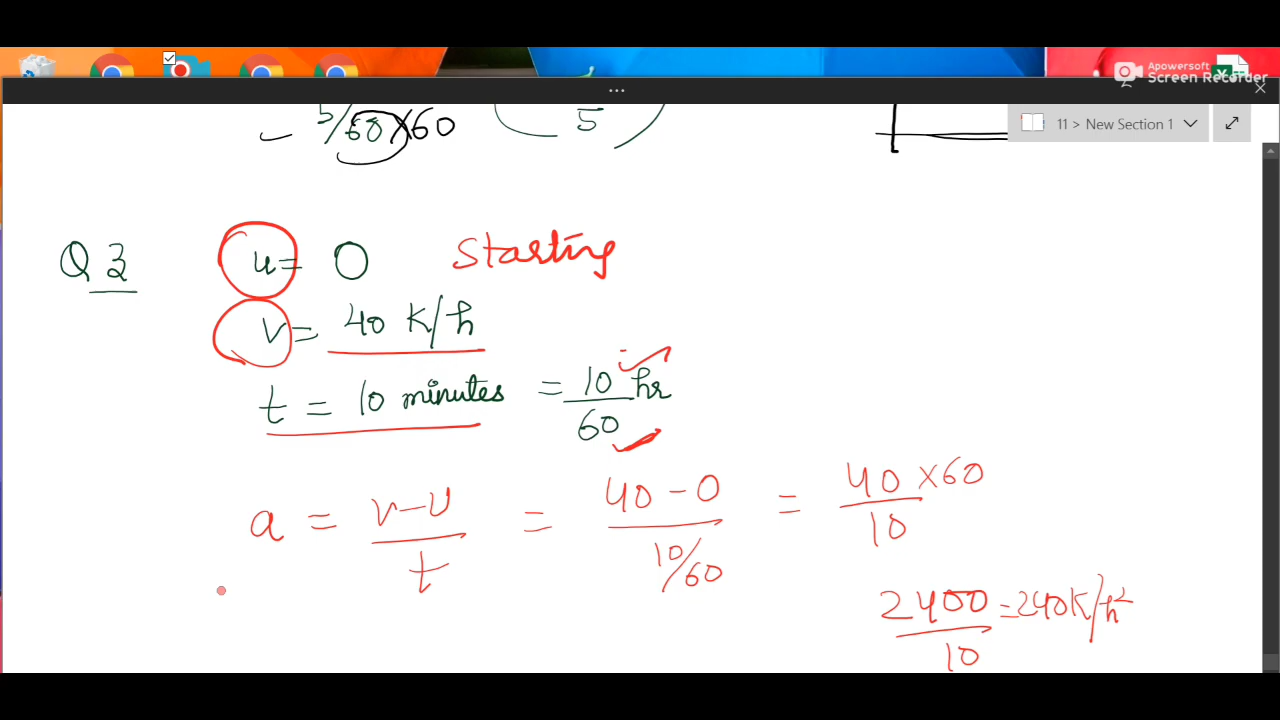 Apowersoft
Screen Recorder
11 > New Section 1
5/60×60
5
Q 3 u= 0 Starting
v= 40 K/h
t = 10 minutes = 10/60 hr
a = v-u/t = 40-0/10/60 = 40×60/10
2400/10 =240K/h²